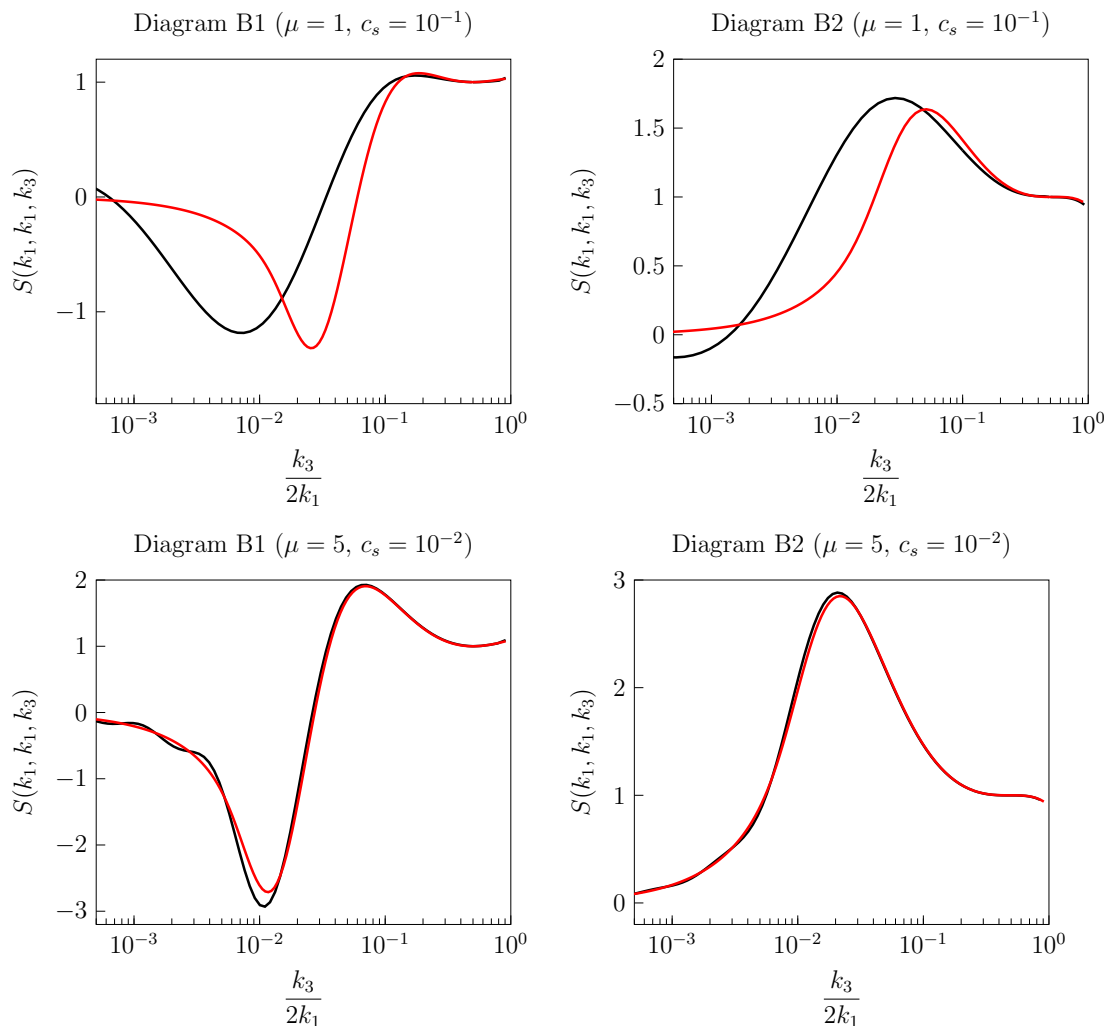 Diagram B1 (μ = 1, c_s = 10^{-1})
1
0
−1
S(k_1, k_1, k_3)
10^{-3} 10^{-2} 10^{-1} 10^0
k_3
2k_1
Diagram B2 (μ = 1, c_s = 10^{-1})
2
1.5
1
0.5
0
−0.5
S(k_1, k_1, k_3)
10^{-3} 10^{-2} 10^{-1} 10^0
k_3
2k_1
Diagram B1 (μ = 5, c_s = 10^{-2})
2
1
0
−1
−2
−3
S(k_1, k_1, k_3)
10^{-3} 10^{-2} 10^{-1} 10^0
k_3
2k_1
Diagram B2 (μ = 5, c_s = 10^{-2})
3
2
1
0
S(k_1, k_1, k_3)
10^{-3} 10^{-2} 10^{-1} 10^0
k_3
2k_1